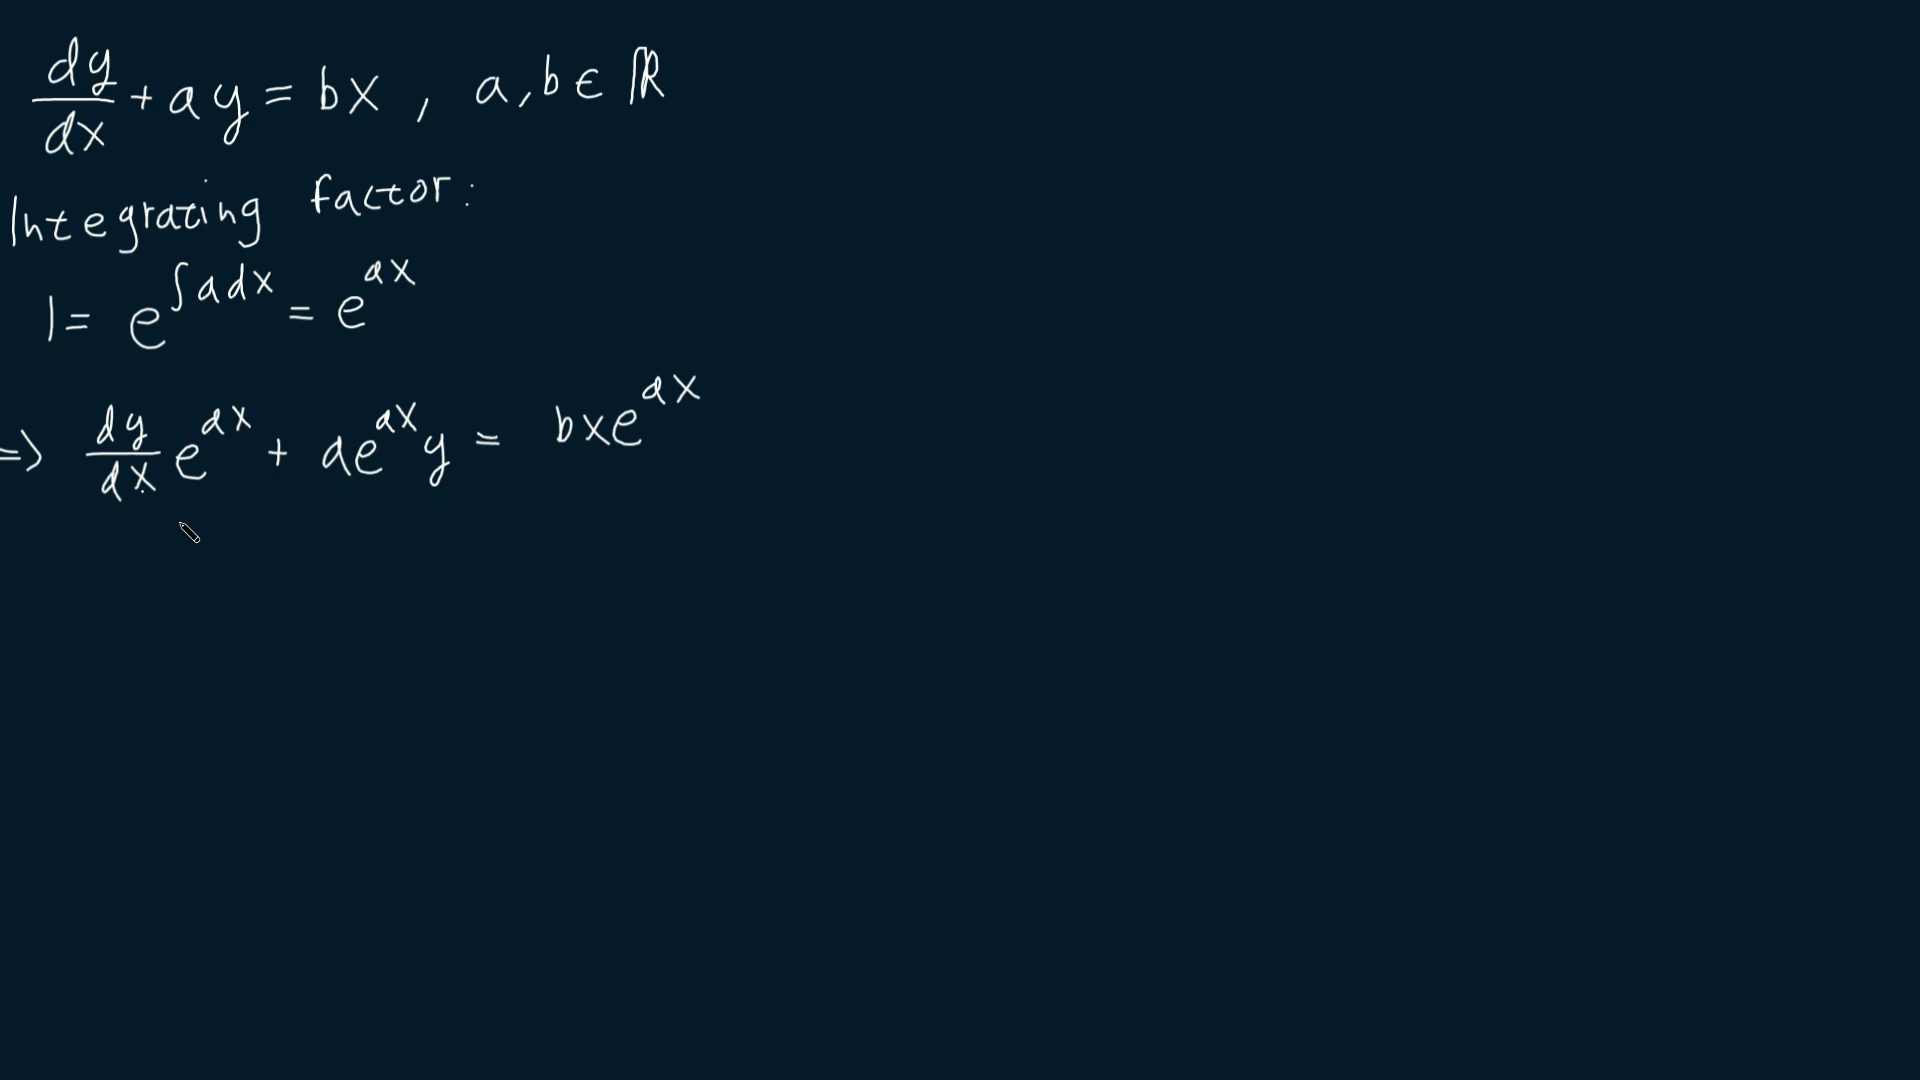 dy/dx + ay = bx , a,b ∈ ℝ
Integrating factor:
I = e^∫adx = e^ax
=> dy/dx e^ax + ae^ax y = bxe^ax